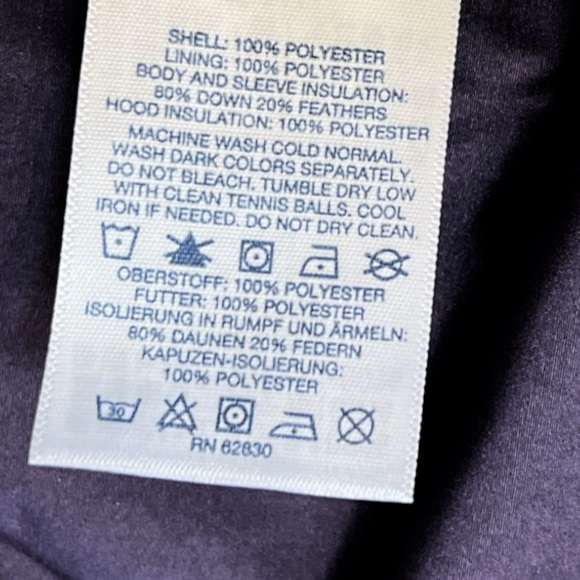 SHELL: 100% POLYESTER
LINING: 100% POLYESTER
BODY AND SLEEVE INSULATION:
80% DOWN 20% FEATHERS
HOOD INSULATION: 100% POLYESTER
MACHINE WASH COLD NORMAL.
WASH DARK COLORS SEPARATELY.
DO NOT BLEACH. TUMBLE DRY LOW
WITH CLEAN TENNIS BALLS. COOL
IRON IF NEEDED. DO NOT DRY CLEAN.
OBERSTOFF: 100% POLYESTER
FUTTER: 100% POLYESTER
ISOLIERUNG IN RUMPF UND ÄRMELN:
80% DAUNEN 20% FEDERN
KAPUZEN-ISOLIERUNG:
100% POLYESTER
30
RN 62830